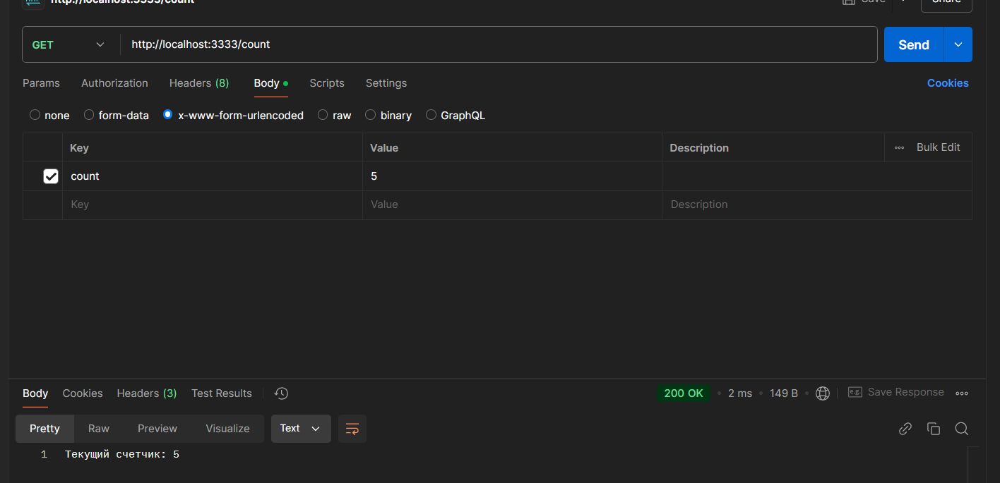 http://localhost:3333/count Save Share
GET http://localhost:3333/count Send
Params Authorization Headers (8) Body Scripts Settings Cookies
none form-data x-www-form-urlencoded raw binary GraphQL
Key Value Description Bulk Edit
count 5
Key Value Description
Body Cookies Headers (3) Test Results 200 OK 2 ms 149 B e.g. Save Response
Pretty Raw Preview Visualize Text
1 Текущий счетчик: 5